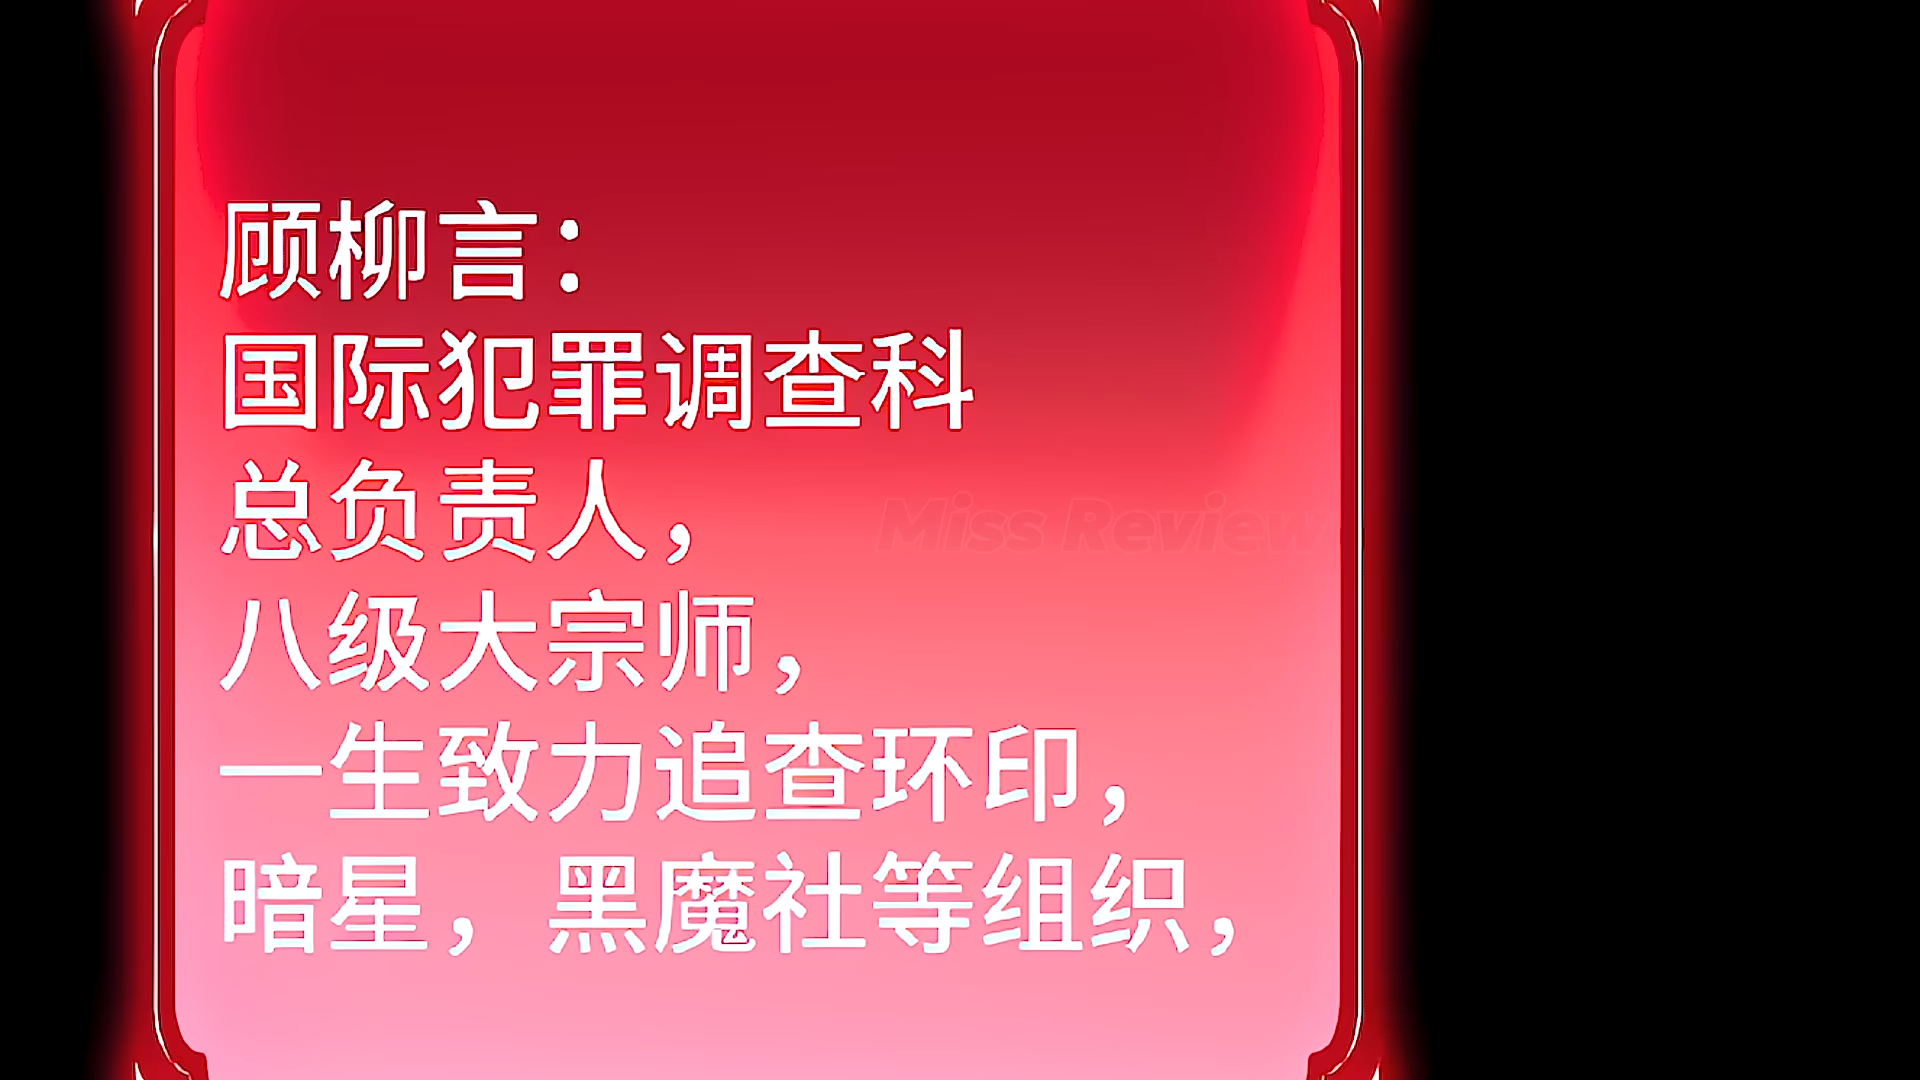 顾柳言：
国际犯罪调查科
总负责人，
Miss Review
八级大宗师，
一生致力追查环印，
暗星，黑魔社等组织，